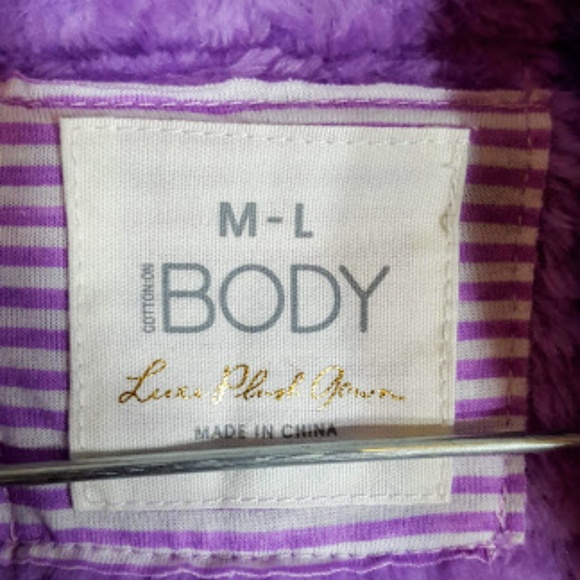 M-L
COTTON:ON BODY
Luxe Plush Gown
MADE IN CHINA